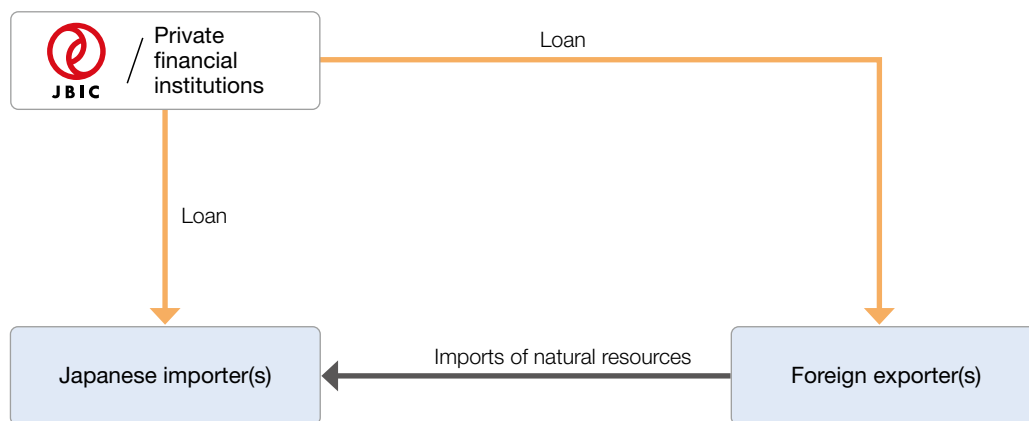 Private
financial
institutions
/
JBIC
Loan
Loan
Imports of natural resources
Japanese importer(s)
Foreign exporter(s)